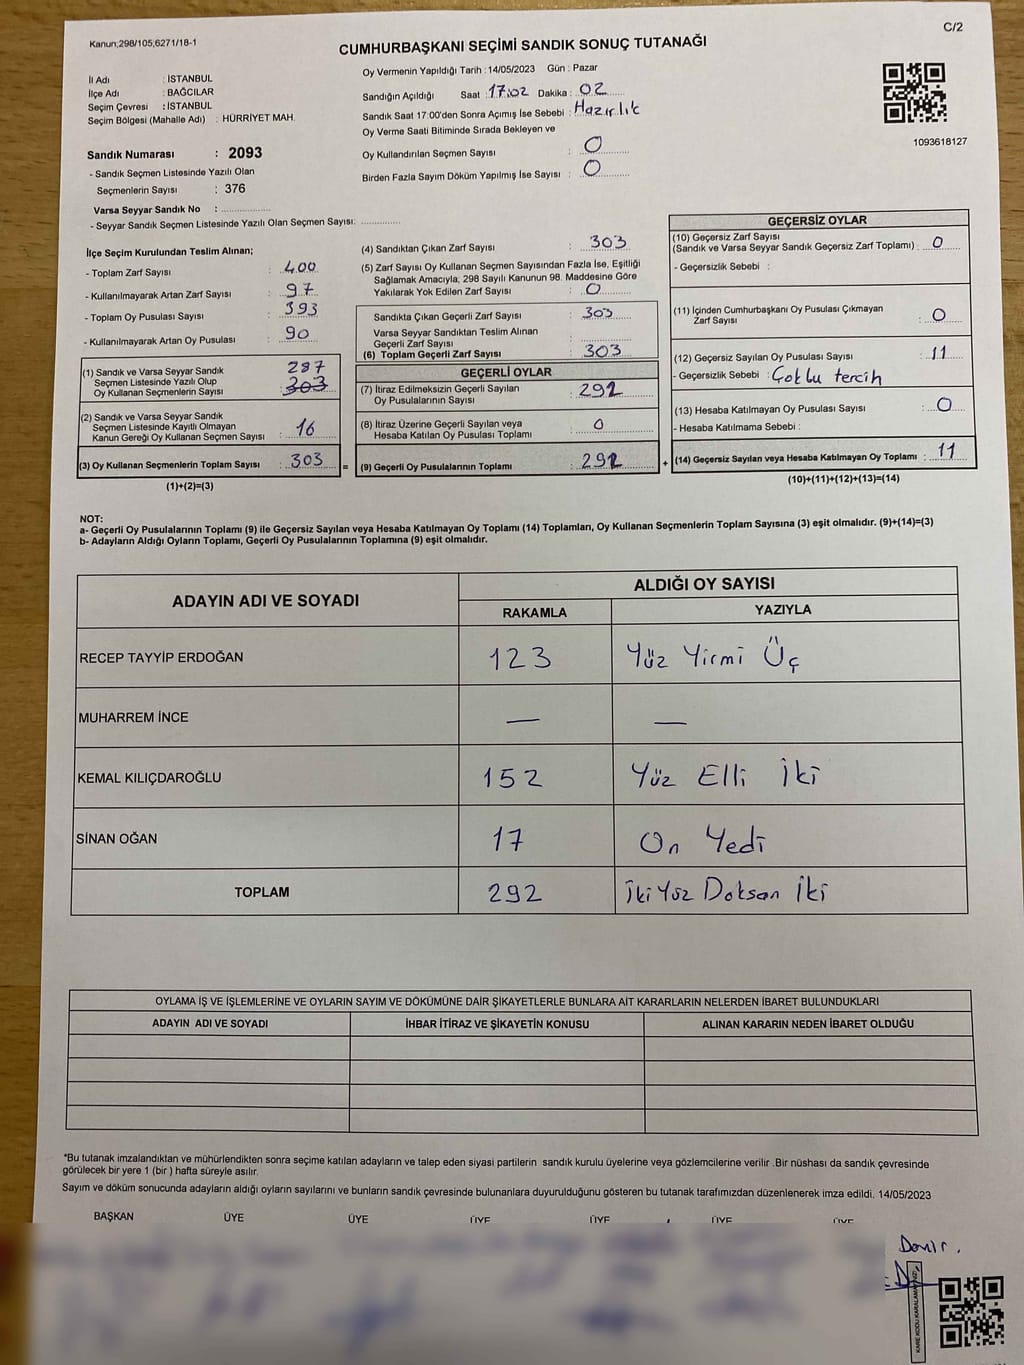 Kanun;298/105;6271/18-1
C/2
CUMHURBAŞKANI SEÇİMİ SANDIK SONUÇ TUTANAĞI
İl Adı : İSTANBUL
İlçe Adı : BAĞCILAR
Seçim Çevresi : İSTANBUL
Seçim Bölgesi (Mahalle Adı) : HÜRRİYET MAH.
Sandık Numarası : 2093
- Sandık Seçmen Listesinde Yazılı Olan
Seçmenlerin Sayısı : 376
Varsa Seyyar Sandık No : ....................
- Seyyar Sandık Seçmen Listesinde Yazılı Olan Seçmen Sayısı: ...............
Oy Vermenin Yapıldığı Tarih : 14/05/2023 Gün : Pazar
Sandığın Açıldığı Saat : 17:02 Dakika : 02
Sandık Saat 17:00'den Sonra Açımış İse Sebebi : Hazırlık
Oy Verme Saati Bitiminde Sırada Bekleyen ve
Oy Kullandırılan Seçmen Sayısı : 0
Birden Fazla Sayım Döküm Yapılmış İse Sayısı : 0
1093618127
İlçe Seçim Kurulundan Teslim Alınan;
- Toplam Zarf Sayısı : 400
- Kullanılmayarak Artan Zarf Sayısı : 97
- Toplam Oy Pusulası Sayısı : 393
- Kullanılmayarak Artan Oy Pusulası : 90
(1) Sandık ve Varsa Seyyar Sandık 287
Seçmen Listesinde Yazılı Olup
Oy Kullanan Seçmenlerin Sayısı : 303
(2) Sandık ve Varsa Seyyar Sandık
Seçmen Listesinde Kayıtlı Olmayan
Kanun Gereği Oy Kullanan Seçmen Sayısı : 16
(3) Oy Kullanan Seçmenlerin Toplam Sayısı : 303 =
(1)+(2)=(3)
(4) Sandıktan Çıkan Zarf Sayısı : 303
(5) Zarf Sayısı Oy Kullanan Seçmen Sayısından Fazla İse, Eşitliği
Sağlamak Amacıyla; 298 Sayılı Kanunun 98. Maddesine Göre
Yakılarak Yok Edilen Zarf Sayısı : 0
Sandıkta Çıkan Geçerli Zarf Sayısı : 303
Varsa Seyyar Sandıktan Teslim Alınan
Geçerli Zarf Sayısı :
(6) Toplam Geçerli Zarf Sayısı : 303
GEÇERLİ OYLAR
(7) İtiraz Edilmeksizin Geçerli Sayılan
Oy Pusulalarının Sayısı : 292
(8) İtiraz Üzerine Geçerli Sayılan veya
Hesaba Katılan Oy Pusulaları Toplamı : 0
(9) Geçerli Oy Pusulalarının Toplamı : 292 +
GEÇERSİZ OYLAR
(10) Geçersiz Zarf Sayısı
(Sandık ve Varsa Seyyar Sandık Geçersiz Zarf Toplamı) : 0
- Geçersizlik Sebebi :
(11) İçinden Cumhurbaşkanı Oy Pusulası Çıkmayan
Zarf Sayısı : 0
(12) Geçersiz Sayılan Oy Pusulası Sayısı : 11
- Geçersizlik Sebebi : Çoklu tercih
(13) Hesaba Katılmayan Oy Pusulası Sayısı : 0
- Hesaba Katılmama Sebebi :
(14) Geçersiz Sayılan veya Hesaba Katılmayan Oy Toplamı : 11
(10)+(11)+(12)+(13)=(14)
NOT:
a- Geçerli Oy Pusulalarının Toplamı (9) ile Geçersiz Sayılan veya Hesaba Katılmayan Oy Toplamı (14) Toplamları, Oy Kullanan Seçmenlerin Toplam Sayısına (3) eşit olmalıdır. (9)+(14)=(3)
b- Adayların Aldığı Oyların Toplamı, Geçerli Oy Pusulalarının Toplamına (9) eşit olmalıdır.
ADAYIN ADI VE SOYADI ALDIĞI OY SAYISI
RAKAMLA YAZIYLA
RECEP TAYYİP ERDOĞAN 123 Yüz Yirmi Üç
MUHARREM İNCE — —
KEMAL KILIÇDAROĞLU 152 Yüz Elli İki
SİNAN OĞAN 17 On Yedi
TOPLAM 292 İki Yüz Doksan İki
OYLAMA İŞ VE İŞLEMLERİNE VE OYLARIN SAYIM VE DÖKÜMÜNE DAİR ŞİKAYETLERLE BUNLARA AİT KARARLARIN NELERDEN İBARET BULUNDUKLARI
ADAYIN ADI VE SOYADI İHBAR İTİRAZ VE ŞİKAYETİN KONUSU ALINAN KARARIN NEDEN İBARET OLDUĞU
*Bu tutanak imzalandıktan ve mühürlendikten sonra seçime katılan adayların ve talep eden siyasi partilerin sandık kurulu üyelerine veya gözlemcilerine verilir .Bir nüshası da sandık çevresinde
görülecek bir yere 1 (bir ) hafta süreyle asılır.
Sayım ve döküm sonucunda adayların aldığı oyların sayılarını ve bunların sandık çevresinde bulunanlara duyurulduğunu gösteren bu tutanak tarafımızdan düzenlenerek imza edildi. 14/05/2023
BAŞKAN ÜYE ÜYE ÜYE ÜYE ÜYE ÜYE
KARE KODU KARALAMAYINIZ